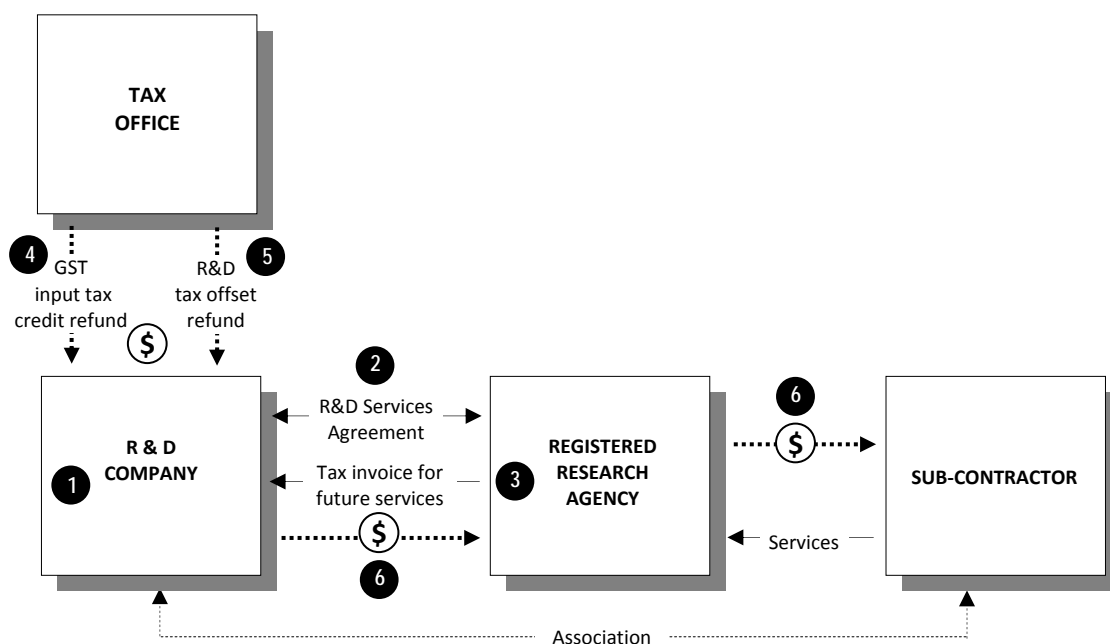 TAX
OFFICE
4
5
GST
input tax
credit refund
R&D
tax offset
refund
$
2
6
R & D
COMPANY
1
R&D Services
Agreement
Tax invoice for
future services
3
$
6
REGISTERED
RESEARCH
AGENCY
$
SUB-CONTRACTOR
Services
Association